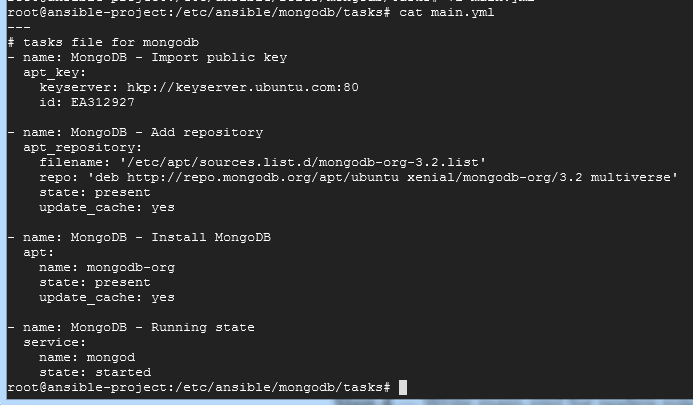 root@ansible-project:/etc/ansible/mongodb/tasks# cat main.yml
---
# tasks file for mongodb
- name: MongoDB - Import public key
  apt_key:
    keyserver: hkp://keyserver.ubuntu.com:80
    id: EA312927

- name: MongoDB - Add repository
  apt_repository:
    filename: '/etc/apt/sources.list.d/mongodb-org-3.2.list'
    repo: 'deb http://repo.mongodb.org/apt/ubuntu xenial/mongodb-org/3.2 multiverse'
    state: present
    update_cache: yes

- name: MongoDB - Install MongoDB
  apt:
    name: mongodb-org
    state: present
    update_cache: yes

- name: MongoDB - Running state
  service:
    name: mongod
    state: started
root@ansible-project:/etc/ansible/mongodb/tasks#